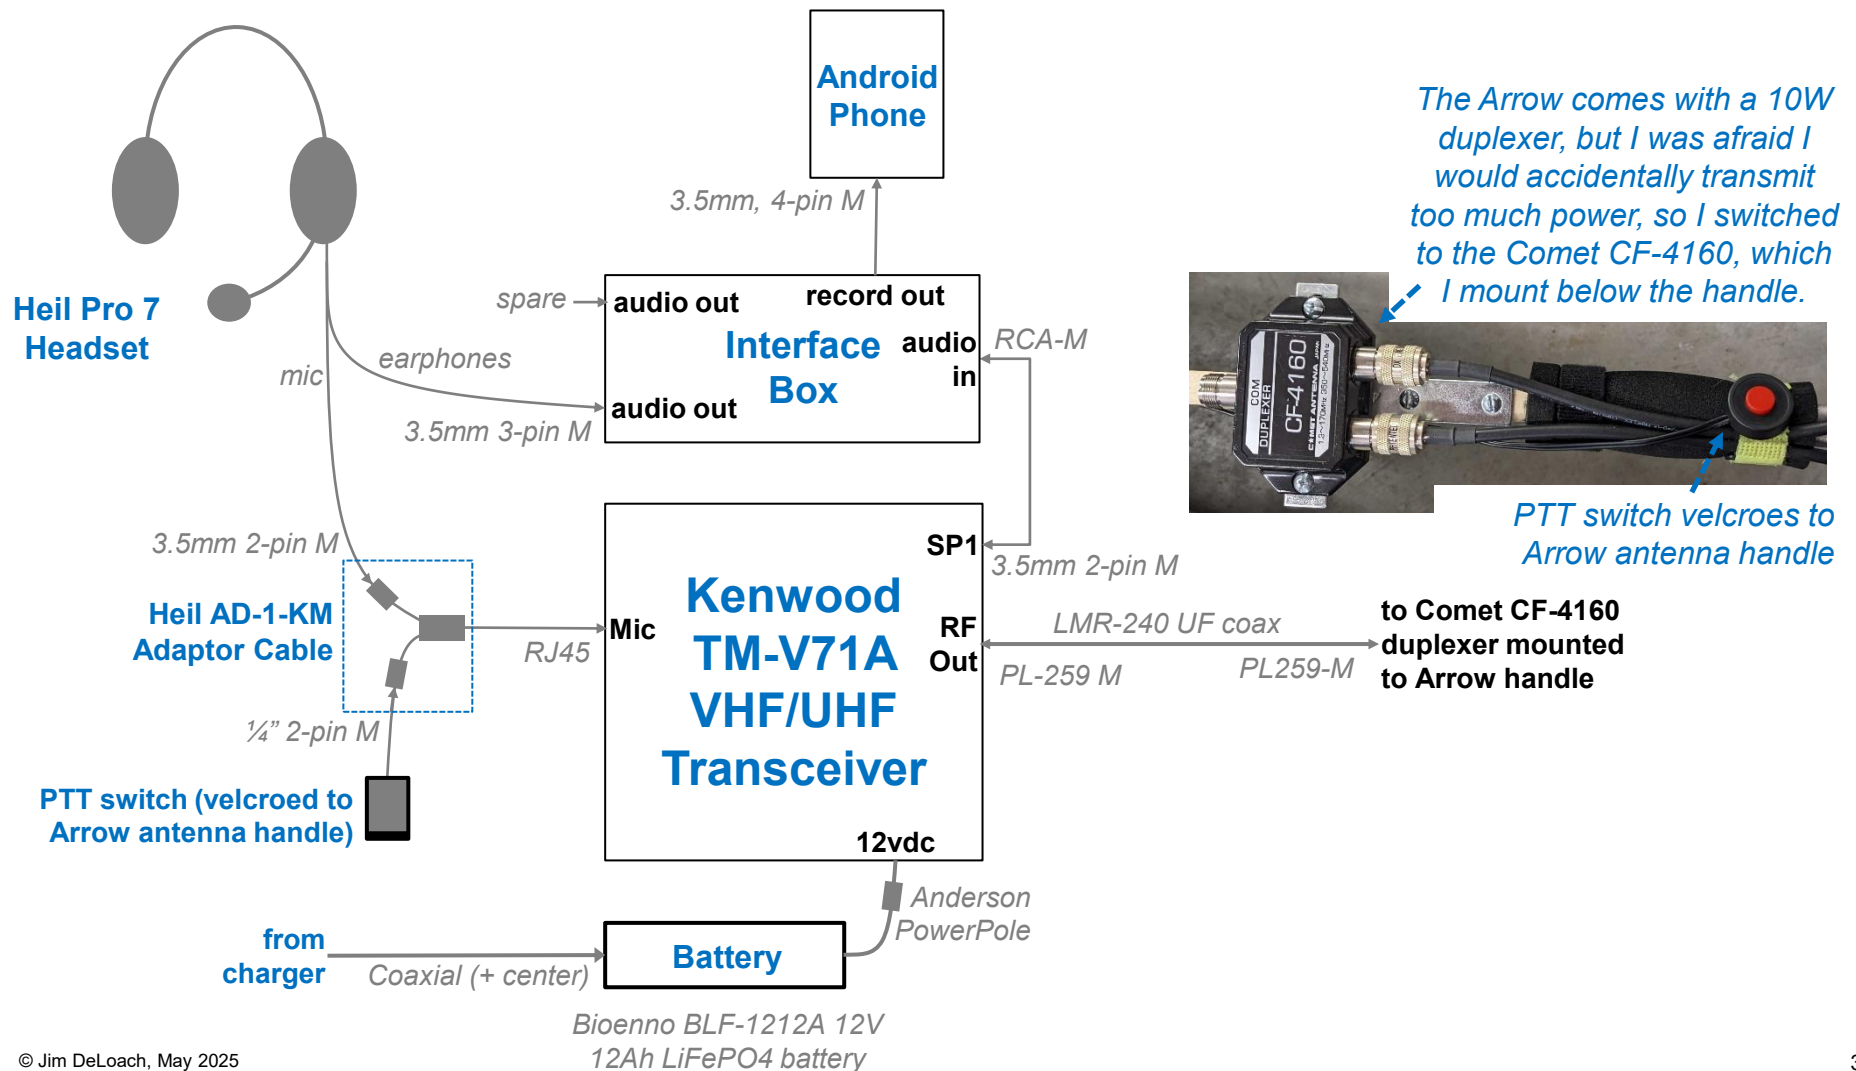 Android
Phone
The Arrow comes with a 10W
duplexer, but I was afraid I
would accidentally transmit
too much power, so I switched
to the Comet CF-4160, which
I mount below the handle.
3.5mm, 4-pin M
Heil Pro 7
Headset
spare
audio out
record out
Interface
Box
audio
in
RCA-M
earphones
mic
audio out
3.5mm 3-pin M
COM
DUPLEXER
CF-4160
COMET ANTENNA
1.3~170MHz 350~540MHz
PTT switch velcroes to
Arrow antenna handle
3.5mm 2-pin M
SP1
3.5mm 2-pin M
Heil AD-1-KM
Adaptor Cable
RJ45
Mic
Kenwood
TM-V71A
VHF/UHF
Transceiver
RF
Out
LMR-240 UF coax
PL-259 M
PL259-M
to Comet CF-4160
duplexer mounted
to Arrow handle
¼” 2-pin M
PTT switch (velcroed to
Arrow antenna handle)
12vdc
Anderson
PowerPole
from
charger
Coaxial (+ center)
Battery
Bioenno BLF-1212A 12V
12Ah LiFePO4 battery
© Jim DeLoach, May 2025